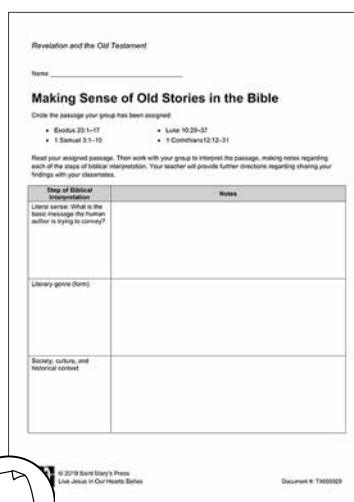 Revelation and the Old Testament
Name
Making Sense of Old Stories in the Bible
Circle the passage your group has been assigned:
• Exodus 20:1–17
• Luke 10:29–37
• 1 Samuel 3:1–10
• 1 Corinthians 12:12–31
Read your assigned passage. Then work with your group to interpret the passage, making notes regarding
each of the steps of biblical interpretation. Your teacher will provide further directions regarding sharing your
findings with your classmates.
Step of Biblical
Interpretation
Notes
Literal sense: What is the
basic message the human
author is trying to convey?
Literary genre (form)
Society, culture, and
historical context
© 2019 Saint Mary's Press
Live Jesus in Our Hearts Series
Document #: